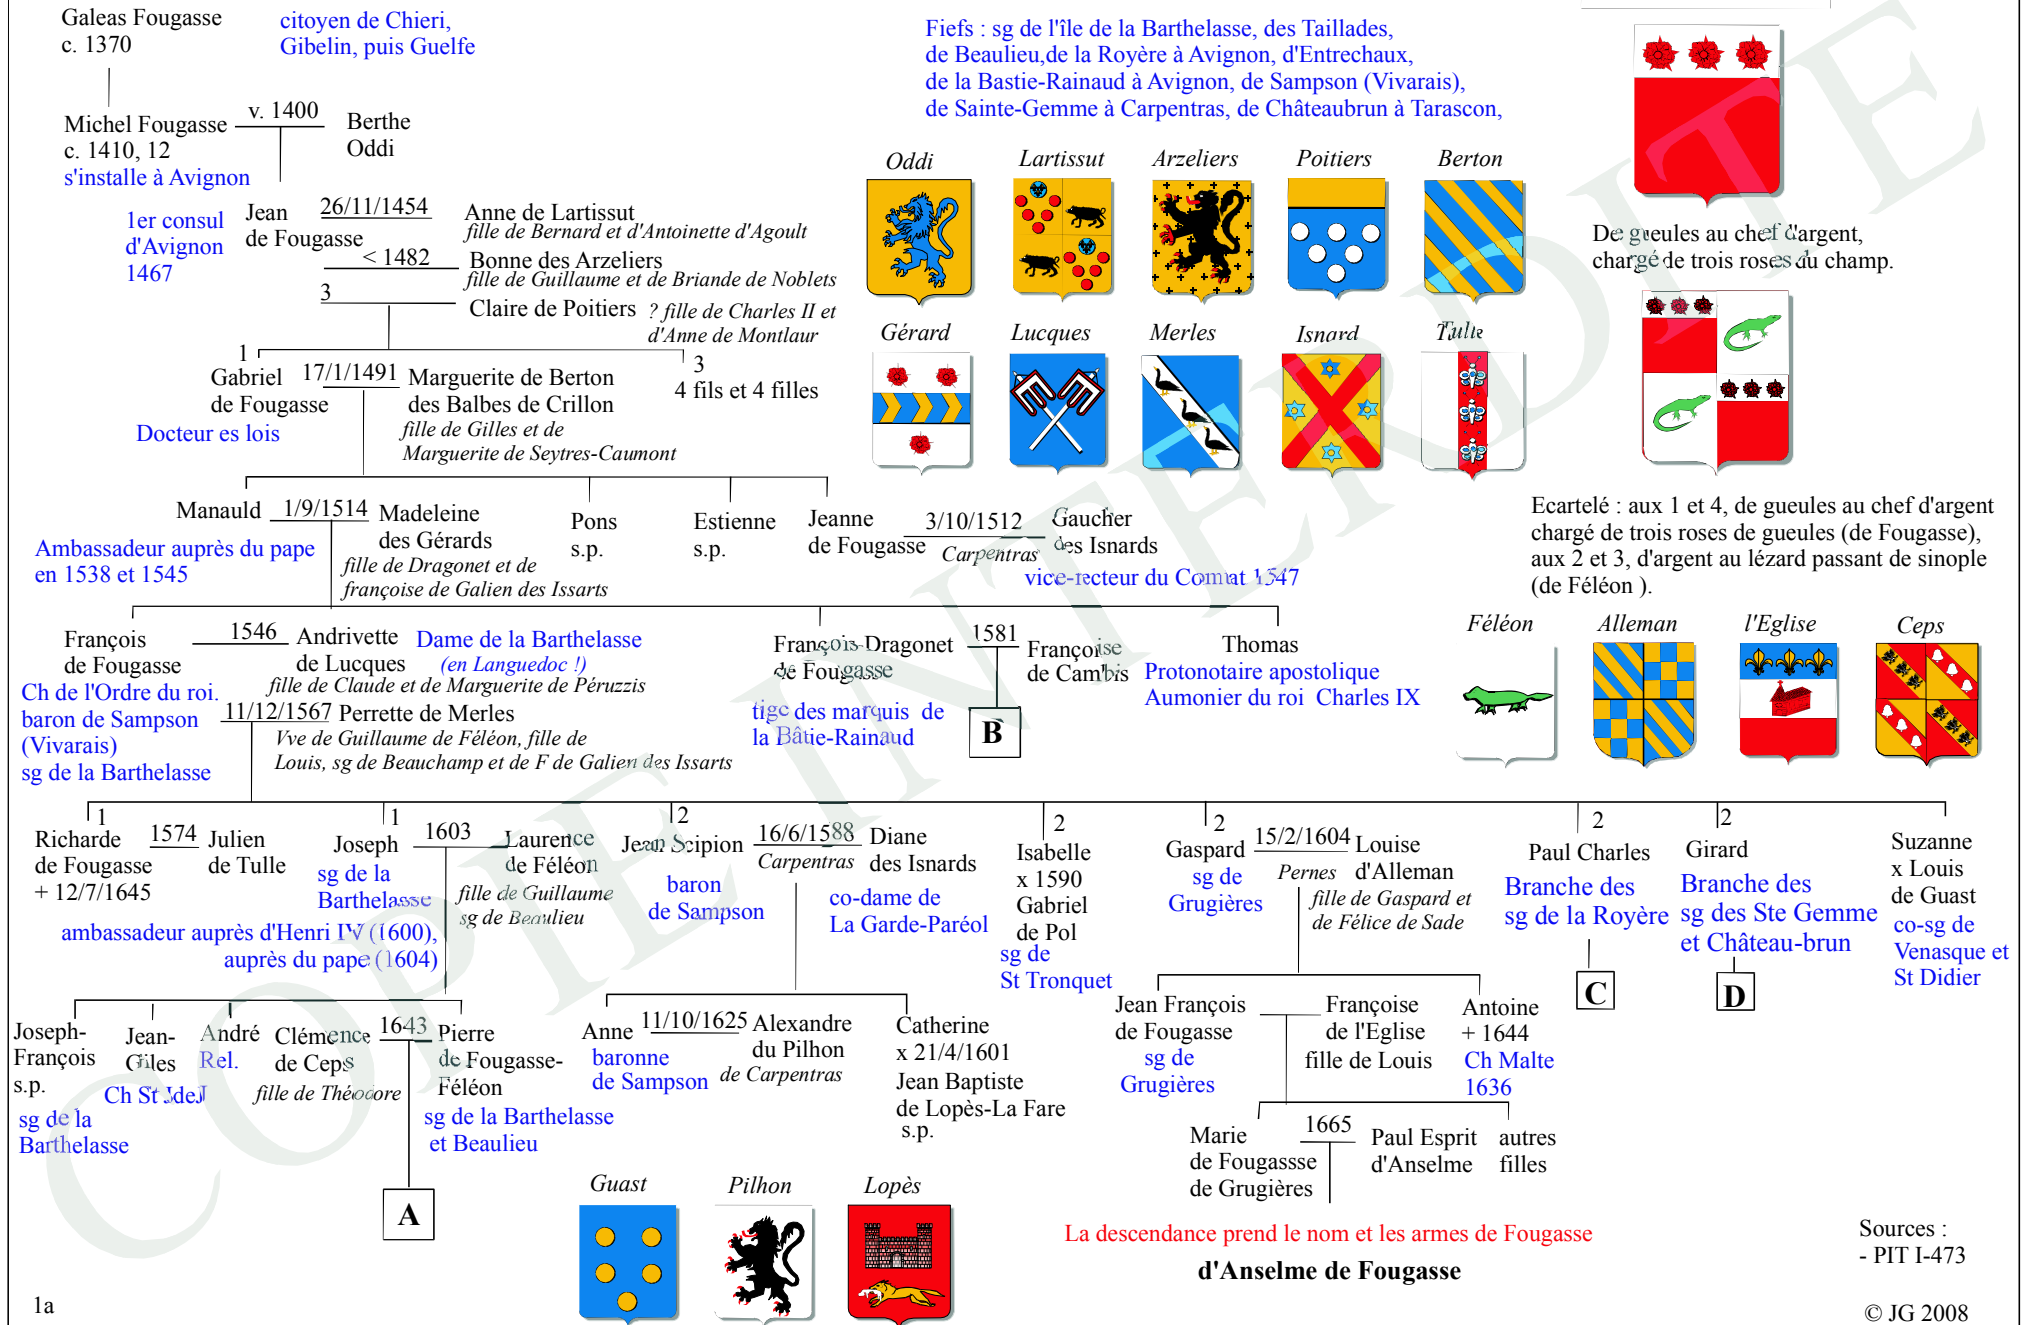 Galeas Fougasse
c. 1370
citoyen de Chieri,
Gibelin, puis Guelfe
Fiefs : sg de l'île de la Barthelasse, des Taillades,
de Beaulieu,de la Royère à Avignon, d'Entrechaux,
de la Bastie-Rainaud à Avignon, de Sampson (Vivarais),
de Sainte-Gemme à Carpentras, de Châteaubrun à Tarascon,
Michel Fougasse
c. 1410, 12
s'installe à Avignon
v. 1400
Berthe
Oddi
Oddi
Lartissut
Arzeliers
Poitiers
Berton
1er consul
d'Avignon
1467
Jean
de Fougasse
26/11/1454
Anne de Lartissut
fille de Bernard et d'Antoinette d'Agoult
< 1482
Bonne des Arzeliers
fille de Guillaume et de Briande de Noblets
3
Claire de Poitiers
? fille de Charles II et
d'Anne de Montlaur
De gueules au chef d'argent,
chargé de trois roses du champ.
Gérard
Lucques
Merles
Isnard
Tulle
1
Gabriel
de Fougasse
Docteur es lois
17/1/1491
Marguerite de Berton
des Balbes de Crillon
fille de Gilles et de
Marguerite de Seytres-Caumont
3
4 fils et 4 filles
Manauld
Ambassadeur auprès du pape
en 1538 et 1545
1/9/1514
Madeleine
des Gérards
fille de Dragonet et de
françoise de Galien des Issarts
Pons
s.p.
Estienne
s.p.
Jeanne
de Fougasse
3/10/1512
Carpentras
Gaucher
des Isnards
vice-recteur du Comtat 1547
Ecartelé : aux 1 et 4, de gueules au chef d'argent
chargé de trois roses de gueules (de Fougasse),
aux 2 et 3, d'argent au lézard passant de sinople
(de Féléon ).
Féléon
Alleman
l'Eglise
Ceps
François
de Fougasse
Ch de l'Ordre du roi.
baron de Sampson
(Vivarais)
sg de la Barthelasse
1546
Andrivette
de Lucques
Dame de la Barthelasse
(en Languedoc !)
fille de Claude et de Marguerite de Péruzzis
11/12/1567
Perrette de Merles
Vve de Guillaume de Féléon, fille de
Louis, sg de Beauchamp et de F de Galien des Issarts
François-Dragonet
de Fougasse
tige des marquis de
la Bâtie-Rainaud
1581
Françoise
de Cambis
B
Thomas
Protonotaire apostolique
Aumonier du roi Charles IX
1
Richarde
de Fougasse
+ 12/7/1645
1574
Julien
de Tulle
1
Joseph
sg de la
Barthelasse
ambassadeur auprès d'Henri IV (1600),
auprès du pape (1604)
1603
Laurence
de Féléon
fille de Guillaume
sg de Beaulieu
2
Jean Scipion
baron
de Sampson
16/6/1588
Carpentras
Diane
des Isnards
co-dame de
La Garde-Paréol
2
Isabelle
x 1590
Gabriel
de Pol
sg de
St Tronquet
2
Gaspard
sg de
Grugières
15/2/1604
Pernes
Louise
d'Alleman
fille de Gaspard et
de Félice de Sade
2
Paul Charles
Branche des
sg de la Royère
C
2
Girard
Branche des
sg des Ste Gemme
et Château-brun
D
Suzanne
x Louis
de Guast
co-sg de
Venasque et
St Didier
Joseph-
François
s.p.
sg de la
Barthelasse
Jean-
Giles
Ch St JdeJ
André
Rel.
Clémence
de Ceps
fille de Théodore
1643
Pierre
de Fougasse-
Féléon
sg de la Barthelasse
et Beaulieu
A
Anne
baronne
de Sampson
11/10/1625
Alexandre
du Pilhon
de Carpentras
Catherine
x 21/4/1601
Jean Baptiste
de Lopès-La Fare
s.p.
Jean François
de Fougasse
sg de
Grugières
Françoise
de l'Eglise
fille de Louis
Antoine
+ 1644
Ch Malte
1636
Marie
de Fougassse
de Grugières
1665
Paul Esprit
d'Anselme
autres
filles
Guast
Pilhon
Lopès
La descendance prend le nom et les armes de Fougasse
d'Anselme de Fougasse
Sources :
- PIT I-473
1a
© JG 2008
COPIE INTERDITE